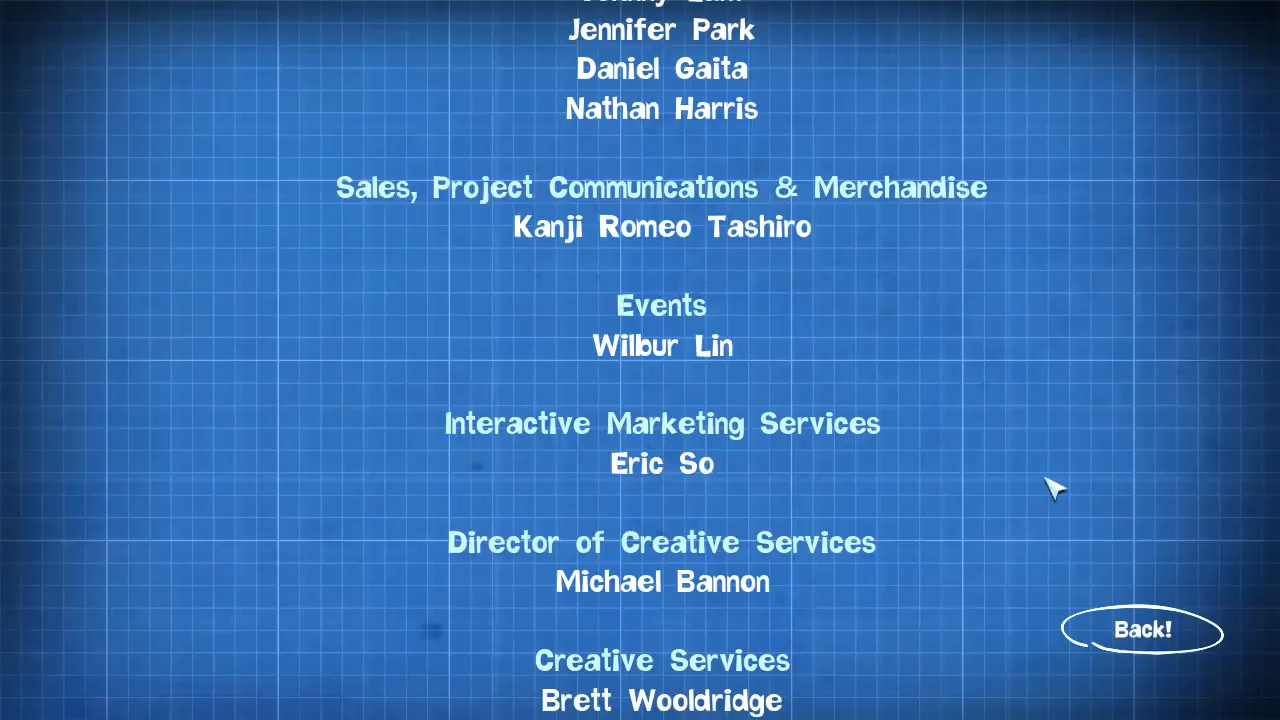 Jennifer Park
Daniel Gaita
Nathan Harris
Sales, Project Communications & Merchandise
Kanji Romeo Tashiro
Events
Wilbur Lin
Interactive Marketing Services
Eric So
Director of Creative Services
Michael Bannon
Back!
Creative Services
Brett Wooldridge